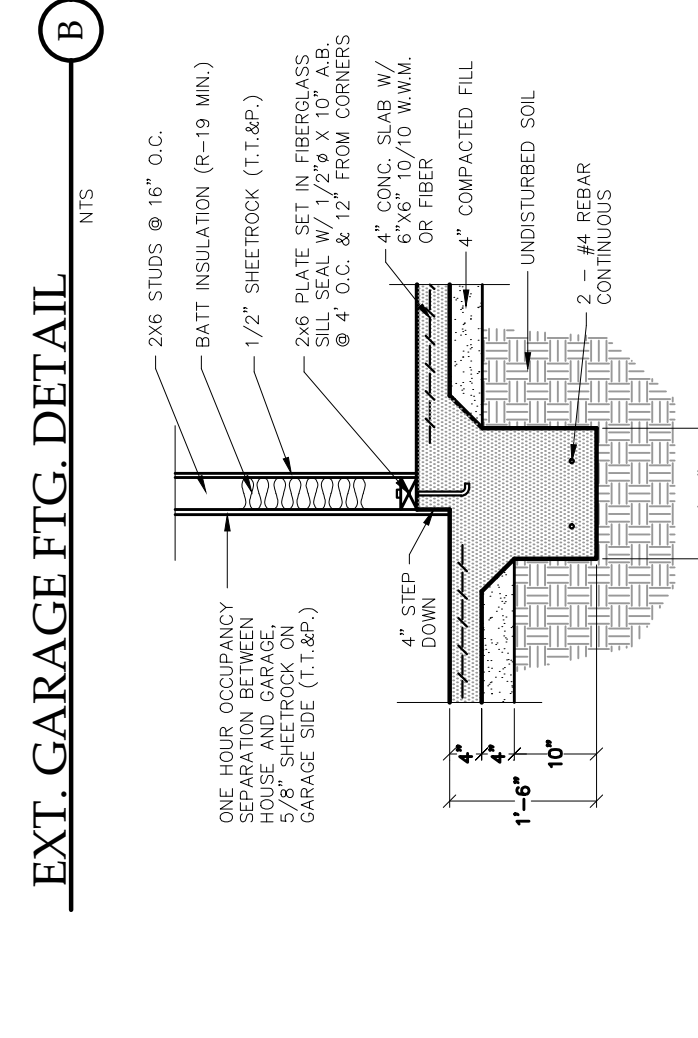 EXT. GARAGE FTG. DETAIL
B
NTS
2X6 STUDS @ 16" O.C.
BATT INSULATION (R-19 MIN.)
1/2" SHEETROCK (T.T.&P.)
2x6 PLATE SET IN FIBERGLASS
SILL SEAL W/ 1/2"ø X 10" A.B.
@ 4' O.C. & 12" FROM CORNERS
4" CONC. SLAB W/
6"X6" 10/10 W.W.M.
OR FIBER
4" COMPACTED FILL
UNDISTURBED SOIL
2 - #4 REBAR
CONTINUOUS
ONE HOUR OCCUPANCY
SEPARATION BETWEEN
HOUSE AND GARAGE,
5/8" SHEETROCK ON
GARAGE SIDE (T.T.&P.)
4" STEP
DOWN
4"
4"
10"
1'-6"